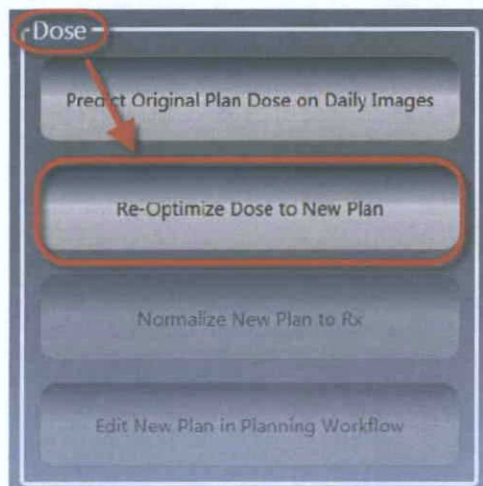 Dose
Predict Original Plan Dose on Daily Images
Re-Optimize Dose to New Plan
Normalize New Plan to Rx
Edit New Plan in Planning Workflow